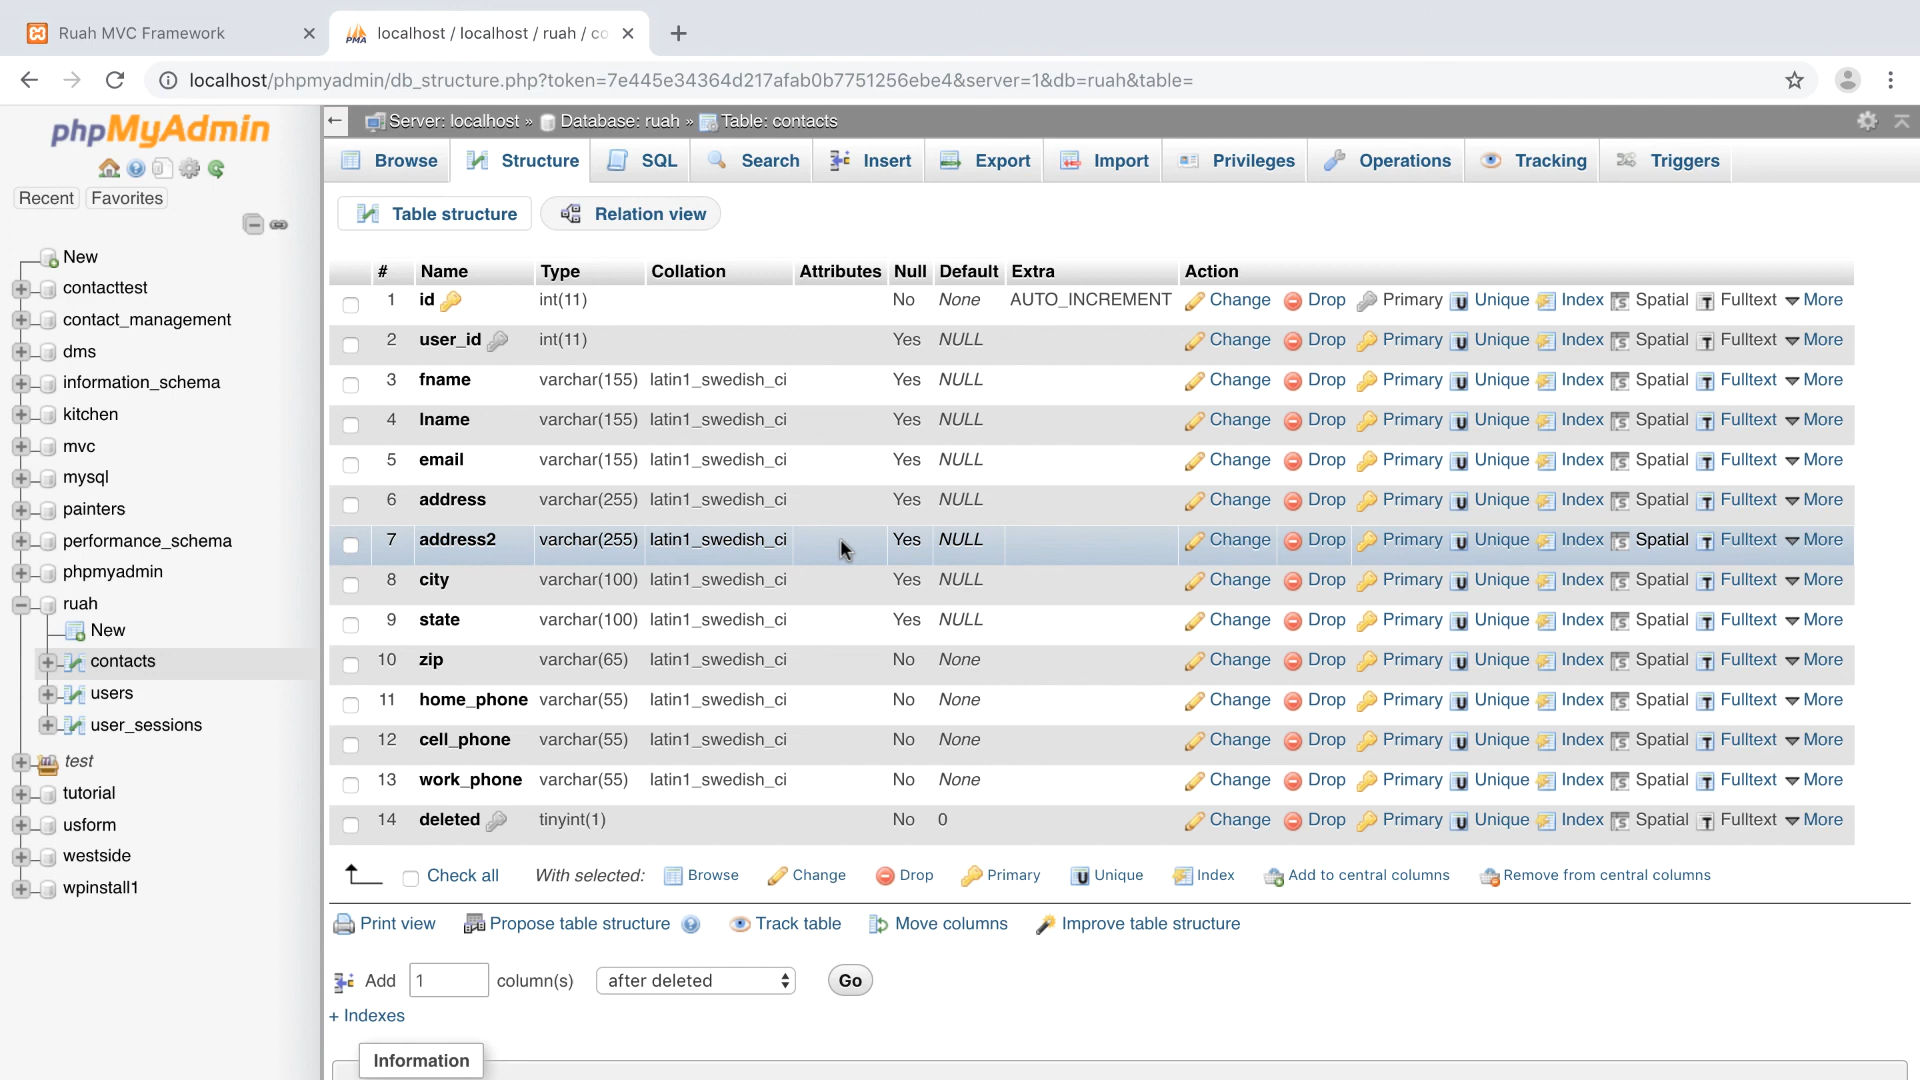 Ruah MVC Framework
localhost / localhost / ruah / co
localhost/phpmyadmin/db_structure.php?token=7e445e34364d217afab0b7751256ebe4&server=1&db=ruah&table=
phpMyAdmin
Recent Favorites
New
contacttest
contact_management
dms
information_schema
kitchen
mvc
mysql
painters
performance_schema
phpmyadmin
ruah
New
contacts
users
user_sessions
test
tutorial
usform
westside
wpinstall1
Server: localhost » Database: ruah » Table: contacts
Browse Structure SQL Search Insert Export Import Privileges Operations Tracking Triggers
Table structure Relation view
# Name Type Collation Attributes Null Default Extra Action
1 id int(11) No None AUTO_INCREMENT Change Drop Primary Unique Index Spatial Fulltext More
2 user_id int(11) Yes NULL Change Drop Primary Unique Index Spatial Fulltext More
3 fname varchar(155) latin1_swedish_ci Yes NULL Change Drop Primary Unique Index Spatial Fulltext More
4 lname varchar(155) latin1_swedish_ci Yes NULL Change Drop Primary Unique Index Spatial Fulltext More
5 email varchar(155) latin1_swedish_ci Yes NULL Change Drop Primary Unique Index Spatial Fulltext More
6 address varchar(255) latin1_swedish_ci Yes NULL Change Drop Primary Unique Index Spatial Fulltext More
7 address2 varchar(255) latin1_swedish_ci Yes NULL Change Drop Primary Unique Index Spatial Fulltext More
8 city varchar(100) latin1_swedish_ci Yes NULL Change Drop Primary Unique Index Spatial Fulltext More
9 state varchar(100) latin1_swedish_ci Yes NULL Change Drop Primary Unique Index Spatial Fulltext More
10 zip varchar(65) latin1_swedish_ci No None Change Drop Primary Unique Index Spatial Fulltext More
11 home_phone varchar(55) latin1_swedish_ci No None Change Drop Primary Unique Index Spatial Fulltext More
12 cell_phone varchar(55) latin1_swedish_ci No None Change Drop Primary Unique Index Spatial Fulltext More
13 work_phone varchar(55) latin1_swedish_ci No None Change Drop Primary Unique Index Spatial Fulltext More
14 deleted tinyint(1) No 0 Change Drop Primary Unique Index Spatial Fulltext More
Check all With selected: Browse Change Drop Primary Unique Index Add to central columns Remove from central columns
Print view Propose table structure Track table Move columns Improve table structure
Add 1 column(s) after deleted Go
+ Indexes
Information